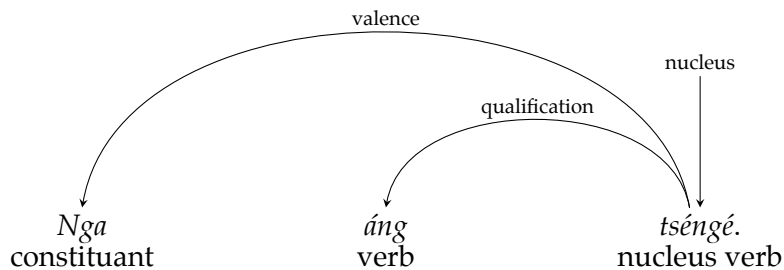 valence
nucleus
qualification
Nga áng tséngé.
constituant verb nucleus verb